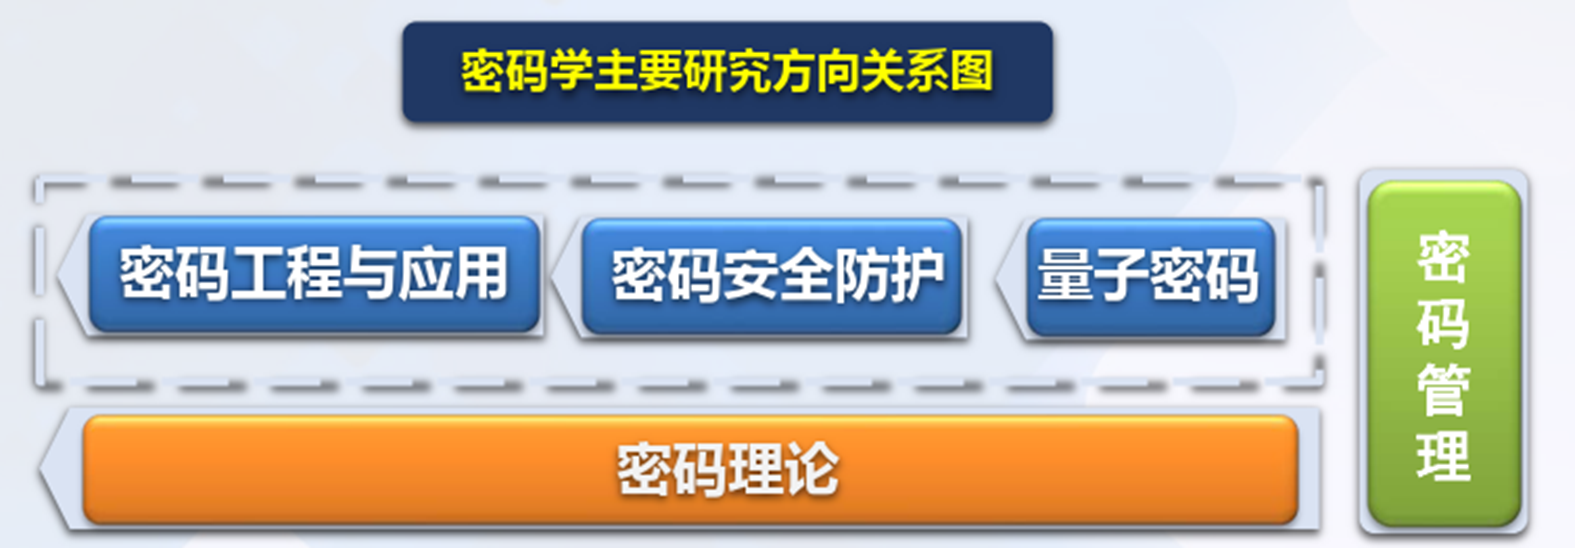 密码学主要研究方向关系图
密码工程与应用
密码安全防护
量子密码
密码理论
密码管理